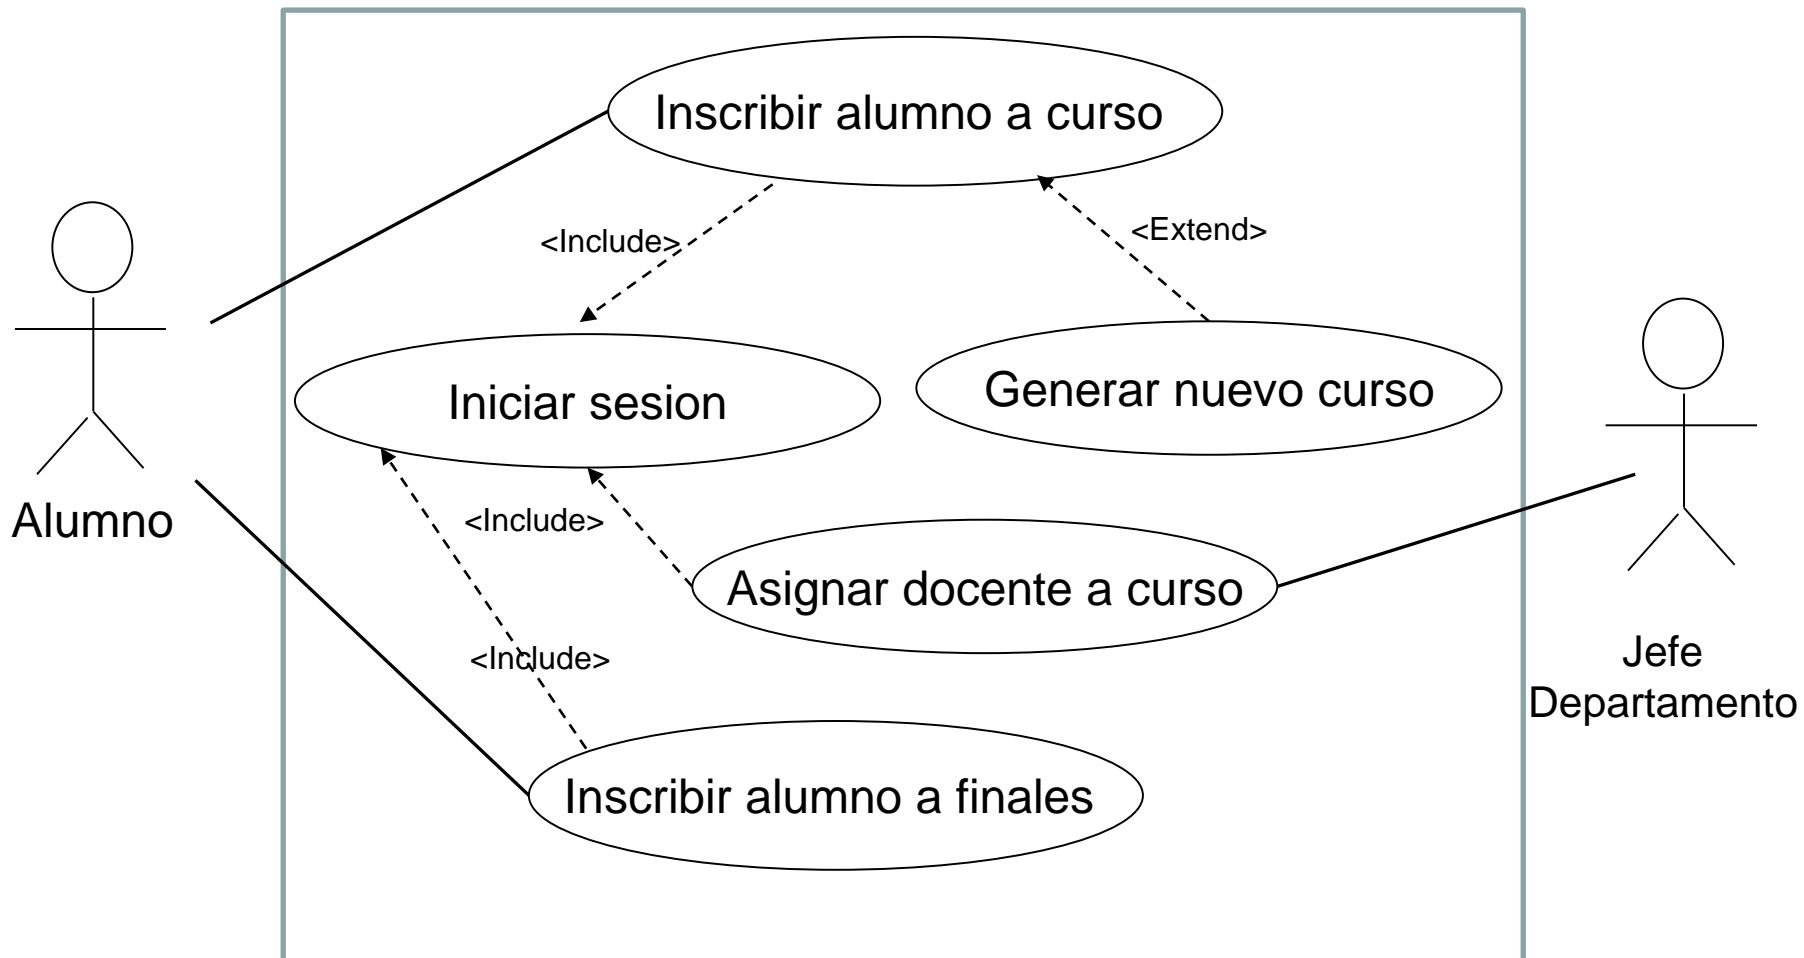 Inscribir alumno a curso
<Include>
<Extend>
Iniciar sesion
Generar nuevo curso
Alumno
<Include>
Asignar docente a curso
<Include>
Jefe
Departamento
Inscribir alumno a finales